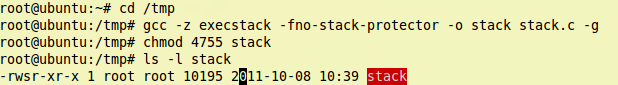 root@ubuntu:~# cd /tmp
root@ubuntu:/tmp# gcc -z execstack -fno-stack-protector -o stack stack.c -g
root@ubuntu:/tmp# chmod 4755 stack
root@ubuntu:/tmp# ls -l stack
-rwsr-xr-x 1 root root 10195 2011-10-08 10:39 stack